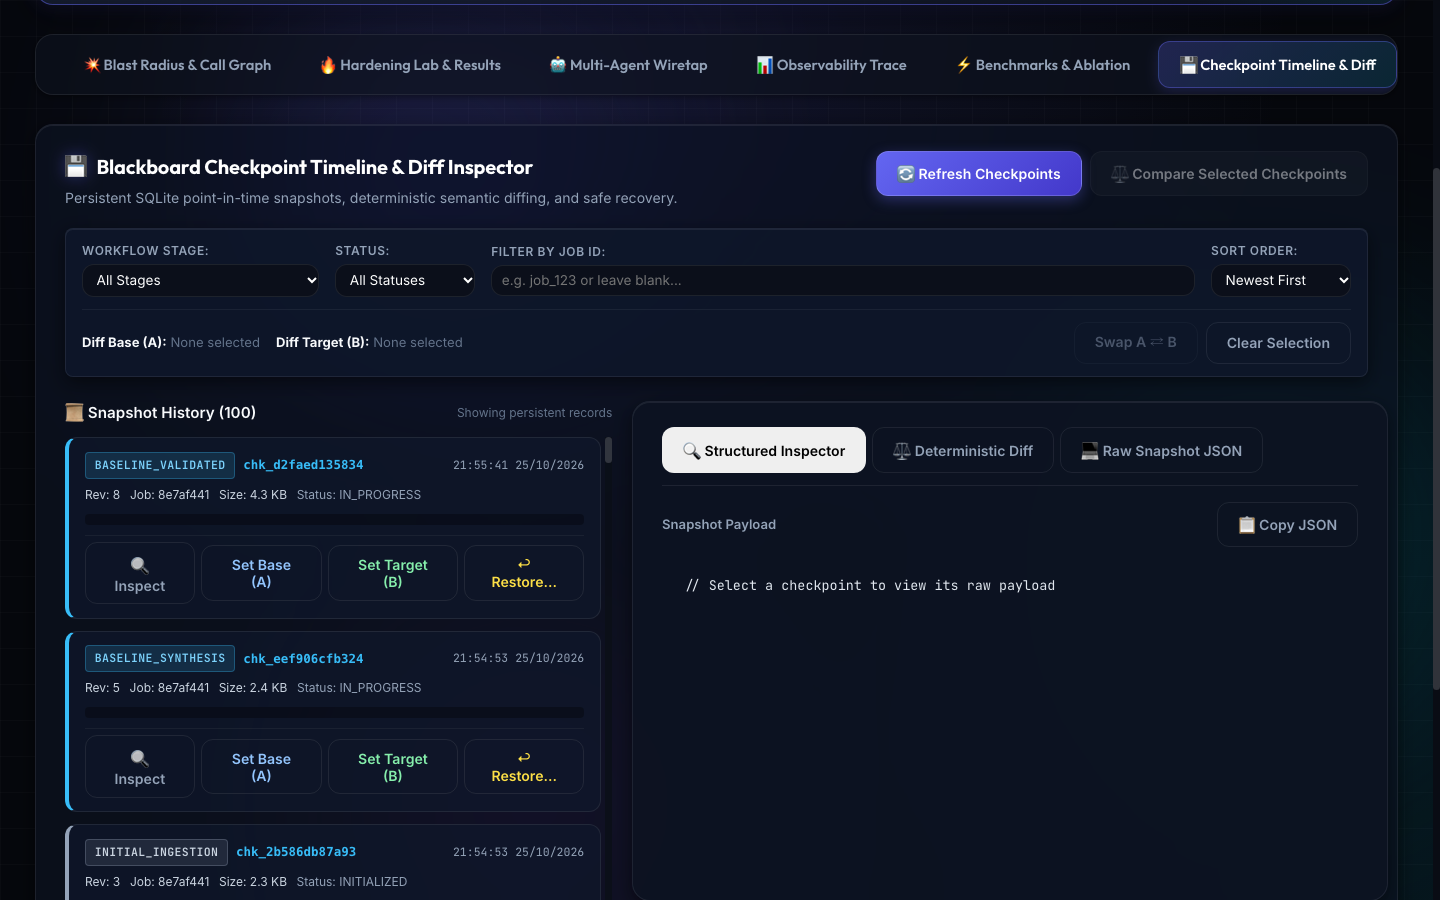 💥 Blast Radius & Call Graph
🔥 Hardening Lab & Results
🤖 Multi-Agent Wiretap
📊 Observability Trace
⚡ Benchmarks & Ablation
💾 Checkpoint Timeline & Diff
💾 Blackboard Checkpoint Timeline & Diff Inspector
Persistent SQLite point-in-time snapshots, deterministic semantic diffing, and safe recovery.
🔄 Refresh Checkpoints
⚖️ Compare Selected Checkpoints
WORKFLOW STAGE:
All Stages
STATUS:
All Statuses
FILTER BY JOB ID:
e.g. job_123 or leave blank...
SORT ORDER:
Newest First
Diff Base (A): None selected
Diff Target (B): None selected
Swap A ⇄ B
Clear Selection
📜 Snapshot History (100)
Showing persistent records
BASELINE_VALIDATED chk_d2faed135834 21:55:41 25/10/2026
Rev: 8 Job: 8e7af441 Size: 4.3 KB Status: IN_PROGRESS
🔍
Inspect
Set Base
(A)
Set Target
(B)
↩
Restore...
BASELINE_SYNTHESIS chk_eef906cfb324 21:54:53 25/10/2026
Rev: 5 Job: 8e7af441 Size: 2.4 KB Status: IN_PROGRESS
🔍
Inspect
Set Base
(A)
Set Target
(B)
↩
Restore...
INITIAL_INGESTION chk_2b586db87a93 21:54:53 25/10/2026
Rev: 3 Job: 8e7af441 Size: 2.3 KB Status: INITIALIZED
🔍 Structured Inspector
⚖️ Deterministic Diff
💻 Raw Snapshot JSON
Snapshot Payload
📋 Copy JSON
// Select a checkpoint to view its raw payload